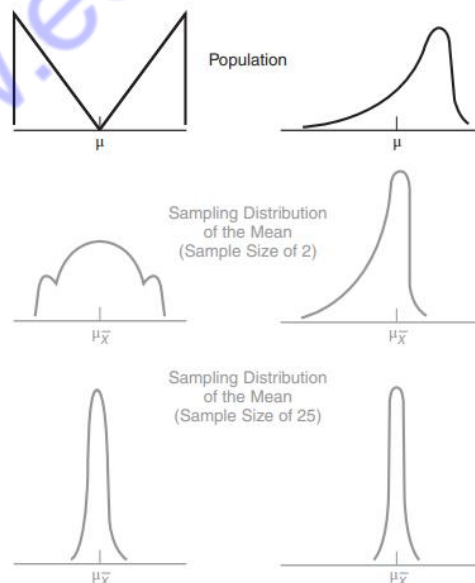 Population
μ
μ
Sampling Distribution
of the Mean
(Sample Size of 2)
μX̄
μX̄
Sampling Distribution
of the Mean
(Sample Size of 25)
μX̄
μX̄